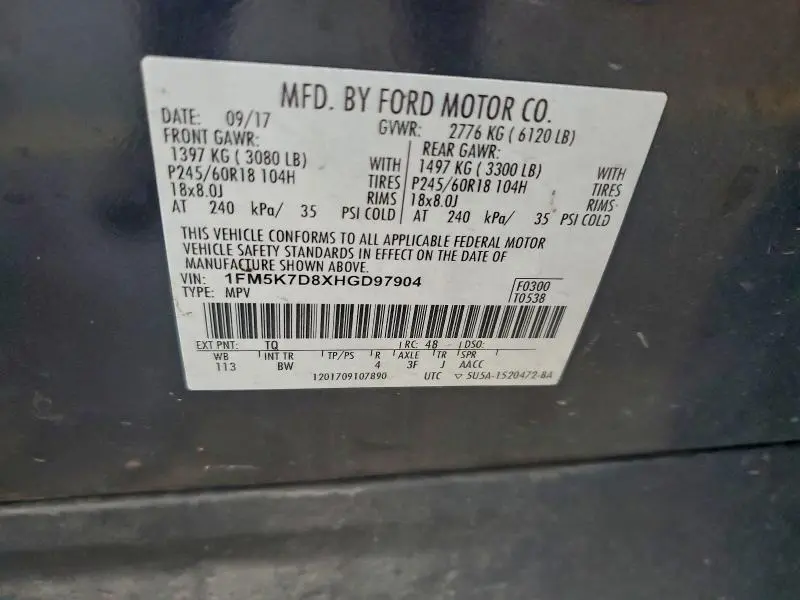 MFD. BY FORD MOTOR CO.
DATE: 09/17 GVWR: 2776 KG ( 6120 LB)
FRONT GAWR: REAR GAWR:
1397 KG ( 3080 LB) WITH 1497 KG ( 3300 LB) WITH
P245/60R18 104H TIRES P245/60R18 104H TIRES
18x8.0J RIMS 18x8.0J RIMS
AT 240 kPa/ 35 PSI COLD AT 240 kPa/ 35 PSI COLD
THIS VEHICLE CONFORMS TO ALL APPLICABLE FEDERAL MOTOR
VEHICLE SAFETY STANDARDS IN EFFECT ON THE DATE OF
MANUFACTURE SHOWN ABOVE.
VIN: 1FM5K7D8XHGD97904 F0300
TYPE: MPV T0538
EXT PNT: TQ RC: 48 DSO:
WB INT TR TP/PS R AXLE TR SPR
113 BW 4 3F J AACC
1201709107890 UTC ▽ 5U5A-1520472-BA